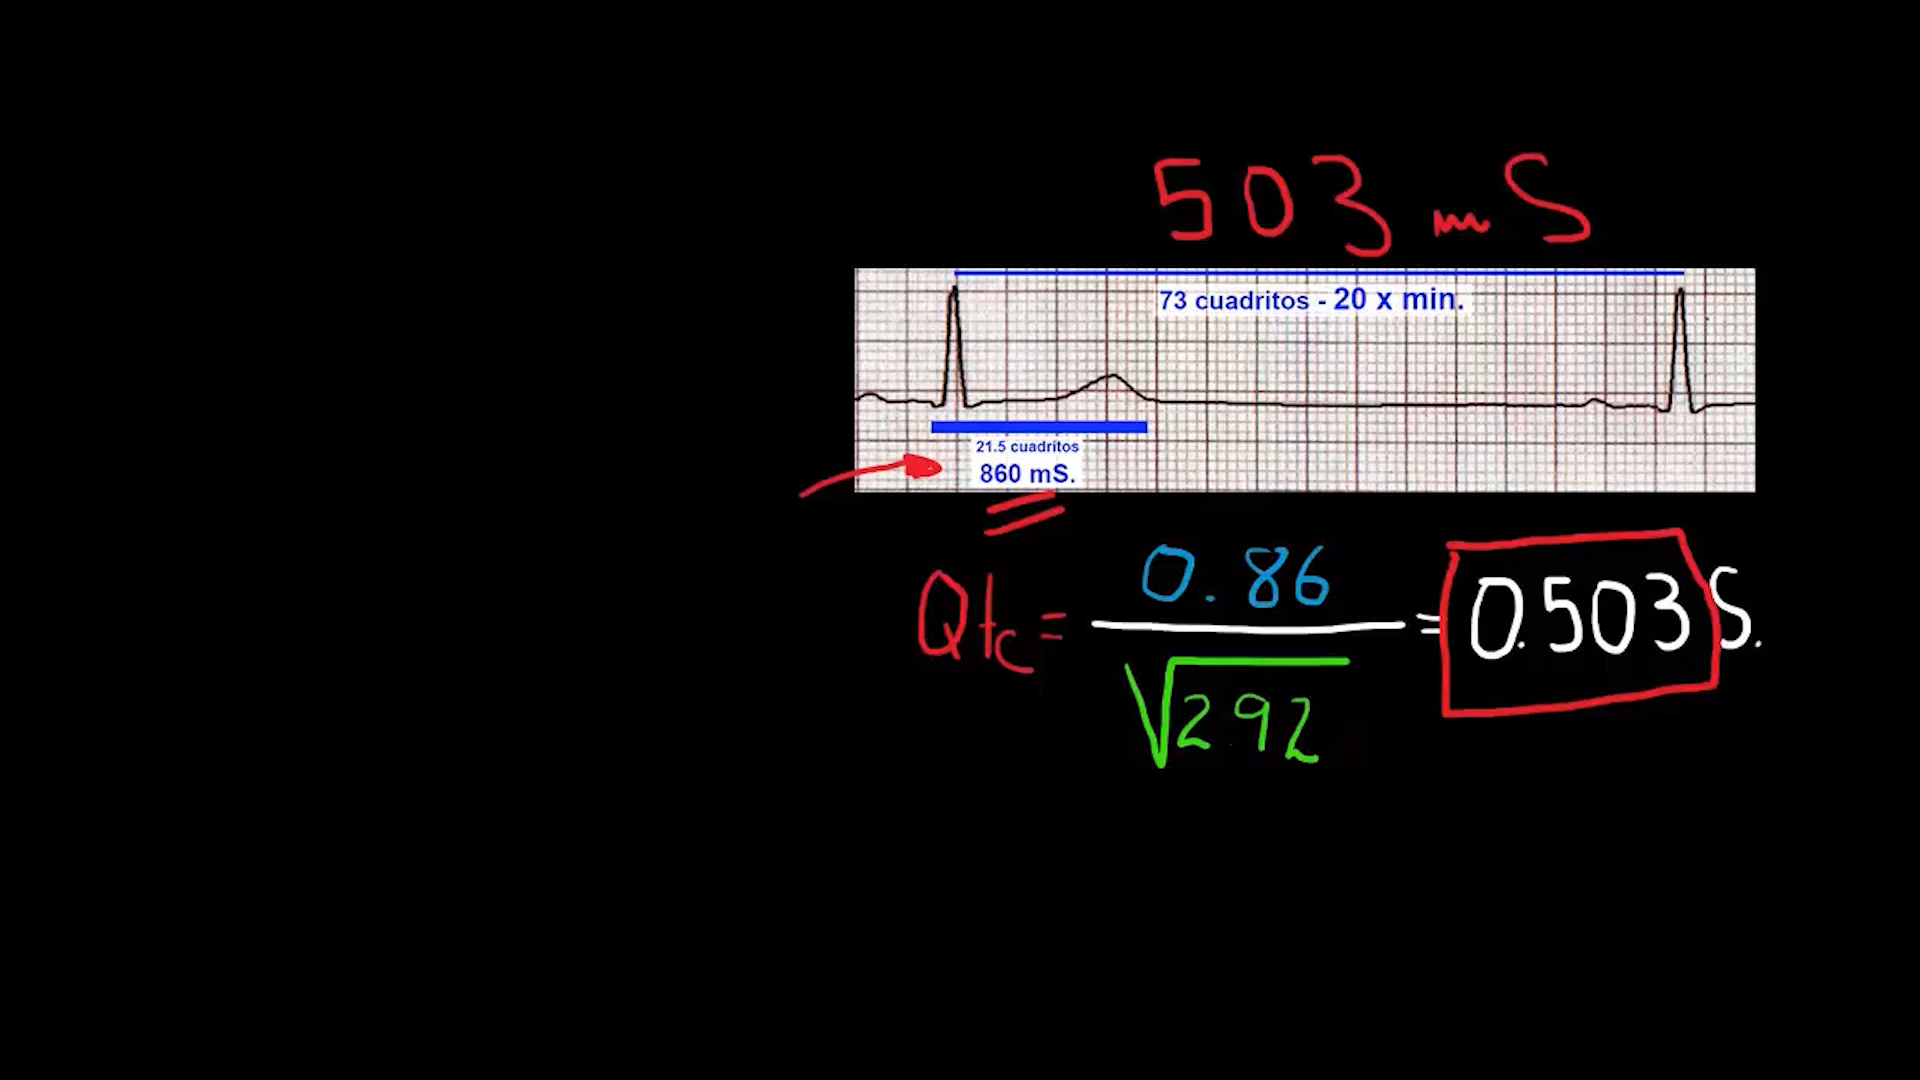 503 mS
73 cuadritos - 20 x min.
21.5 cuadritos
860 mS.
Qtc = 0.86 / √2.92 = 0.503 S.